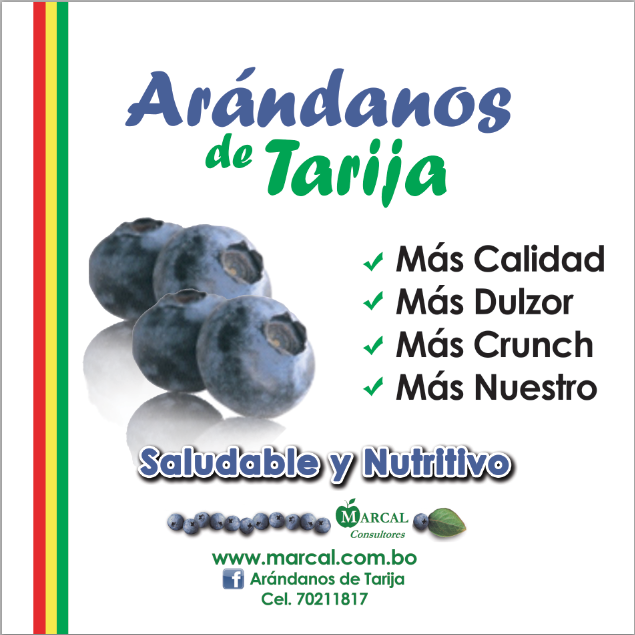 Arándanos
de Tarija
Más Calidad
Más Dulzor
Más Crunch
Más Nuestro
Saludable y Nutritivo
MARCAL
Consultores
www.marcal.com.bo
f Arándanos de Tarija
Cel. 70211817